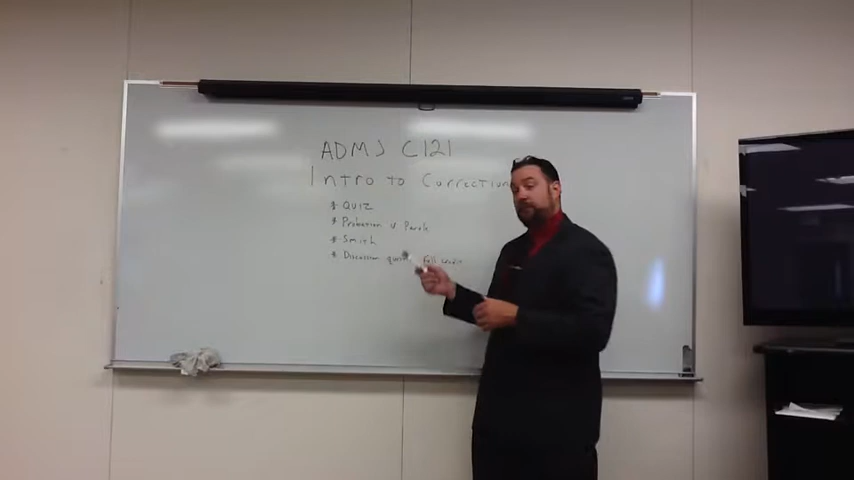 ADMJ C121
Intro to Corrections
* QUIZ
* Probation v Parole
* Smith
* Discussion full credit